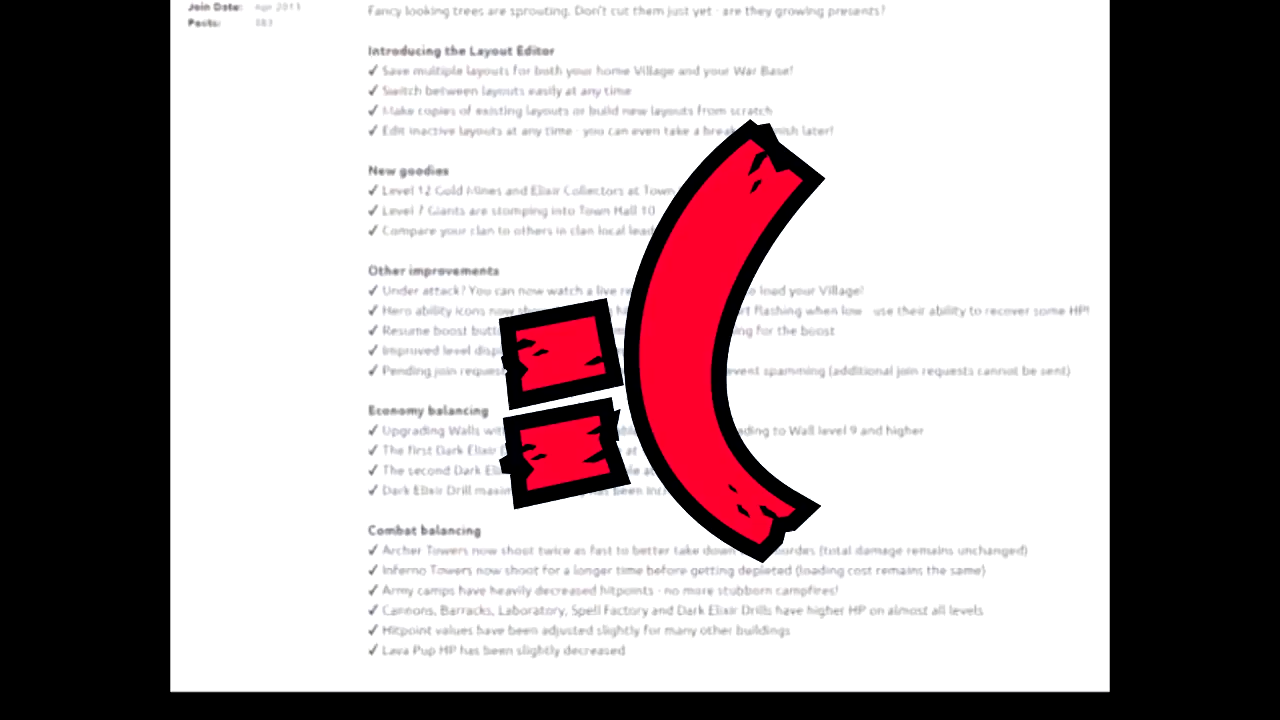 Join Date: Apr 2013
Fancy looking trees are sprouting. Don't cut them just yet - are they growing presents?
Posts: 883
Introducing the Layout Editor
✓ Save multiple layouts for both your home Village and your War Base!
✓ Switch between layouts easily at any time
✓ Make copies of existing layouts or build new layouts from scratch
✓ Edit inactive layouts at any time - you can even take a later!
New goodies
✓ Level 12 Gold Mines and Elixir Collectors at Town
✓ Level 7 Giants are stomping into Town Hall 10
✓ Compare your clan to others in clan local
Other improvements
✓ Under attack? You can now watch a live load your Village!
✓ Hero ability icons now flashing when low - use their ability to recover some HP!
✓ Resume boost for the boost
✓ Improved level
✓ Pending join spamming (additional join requests cannot be sent)
Economy balancing
✓ Upgrading Walls to Wall level 9 and higher
✓ The first Dark Elixir at
✓ The second Dark
✓ Dark Elixir Drill has been
Combat balancing
✓ Archer Towers now shoot twice as fast to better take down (total damage remains unchanged)
✓ Inferno Towers now shoot for a longer time before getting depleted (loading cost remains the same)
✓ Army camps have heavily decreased hitpoints - no more stubborn campfires!
✓ Cannons, Barracks, Laboratory, Spell Factory and Dark Elixir Drills have higher HP on almost all levels
✓ Hitpoint values have been adjusted slightly for many other buildings
✓ Lava Pup HP has been slightly decreased
:(